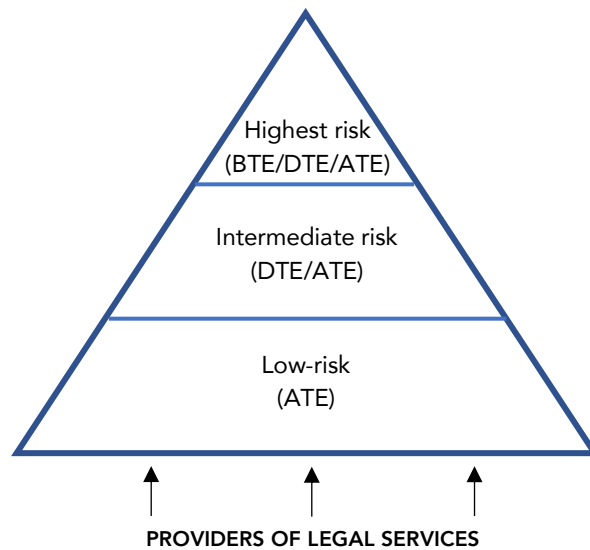 Highest risk
(BTE/DTE/ATE)
Intermediate risk
(DTE/ATE)
Low-risk
(ATE)
PROVIDERS OF LEGAL SERVICES